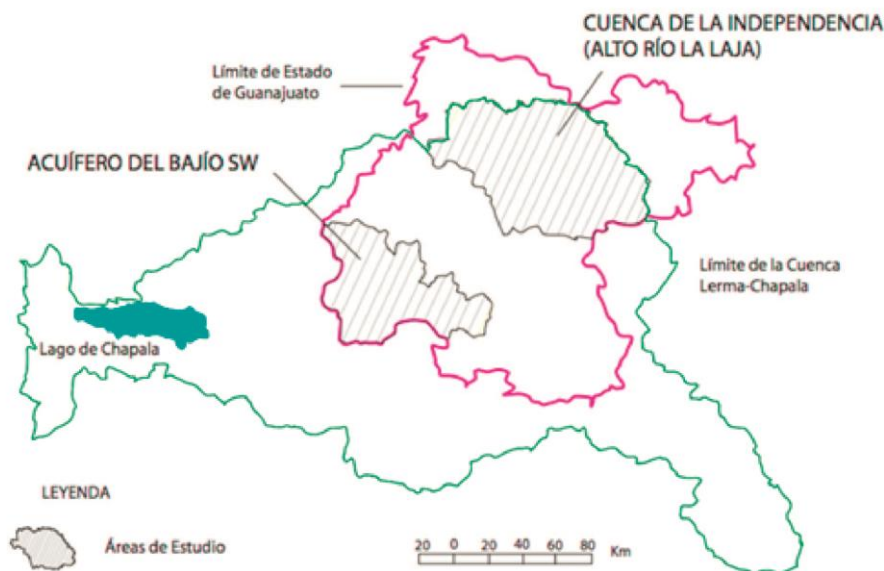 CUENCA DE LA INDEPENDENCIA
(ALTO RÍO LA LAJA)
Límite de Estado
de Guanajuato
ACUÍFERO DEL BAJÍO SW
Límite de la Cuenca
Lerma-Chapala
Lago de Chapala
LEYENDA
Áreas de Estudio
20 0 20 40 60 80 Km